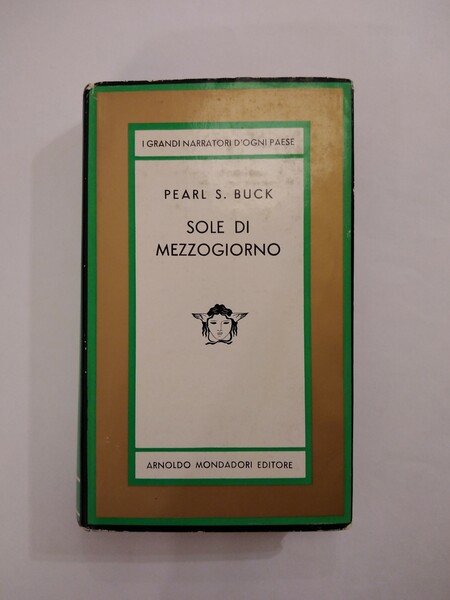 I GRANDI NARRATORI D'OGNI PAESE
PEARL S. BUCK
SOLE DI
MEZZOGIORNO
ARNOLDO MONDADORI EDITORE